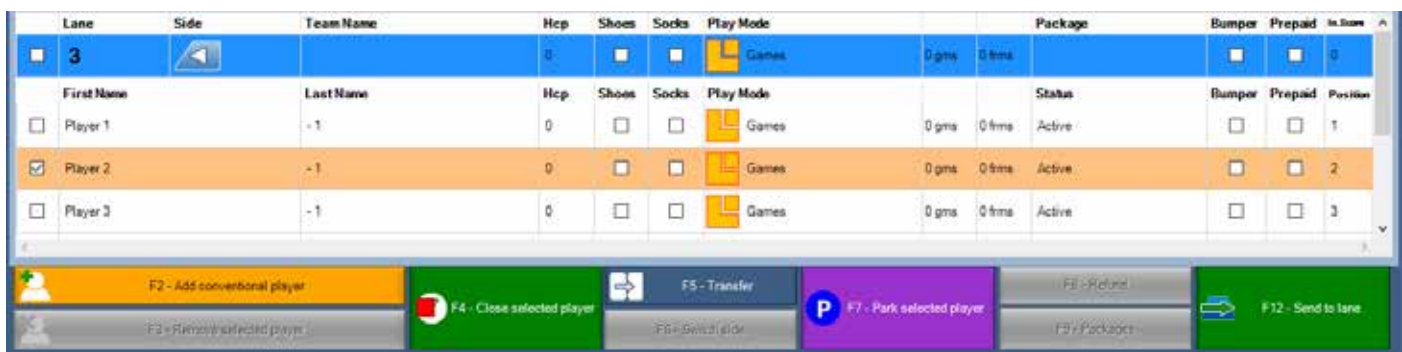 Lane Side Team Name Hcp Shoes Socks Play Mode Package Bumper Prepaid In.Score
3 0 Games 0 gms 0 frms 0
First Name Last Name Hcp Shoes Socks Play Mode Status Bumper Prepaid Position
Player 1 - 1 0 Games 0 gms 0 frms Active 1
Player 2 - 1 0 Games 0 gms 0 frms Active 2
Player 3 - 1 0 Games 0 gms 0 frms Active 3
F2 - Add conventional player
F3 - Remove selected player
F4 - Close selected player
F5 - Transfer
F6 - Switch side
P F7 - Park selected player
F8 - Refund
F9 - Packages
F12 - Send to lane